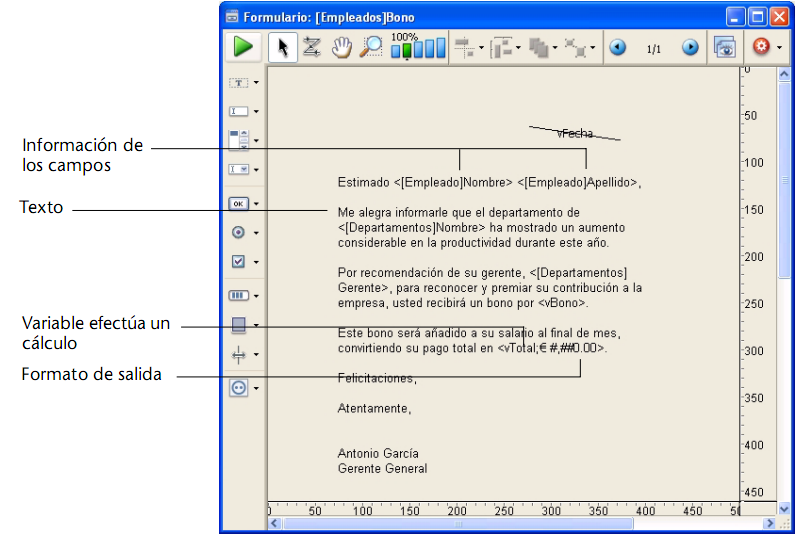 Formulario: [Empleados]Bono
100%
1/1
T
I
I
OK
0
50
100
150
200
250
300
350
400
450
vFecha
Información de
los campos
Estimado <[Empleado]Nombre> <[Empleado]Apellido>,
Texto
Me alegra informarle que el departamento de
<[Departamentos]Nombre> ha mostrado un aumento
considerable en la productividad durante este año.
Por recomendación de su gerente, <[Departamentos]
Gerente>, para reconocer y premiar su contribución a la
empresa, usted recibirá un bono por <vBono>.
Variable efectúa un
cálculo
Este bono será añadido a su salario al final de mes,
convirtiendo su pago total en <vTotal;€ #,##0.00>.
Formato de salida
Felicitaciones,
Atentamente,
Antonio García
Gerente General
50 100 150 200 250 300 350 400 450